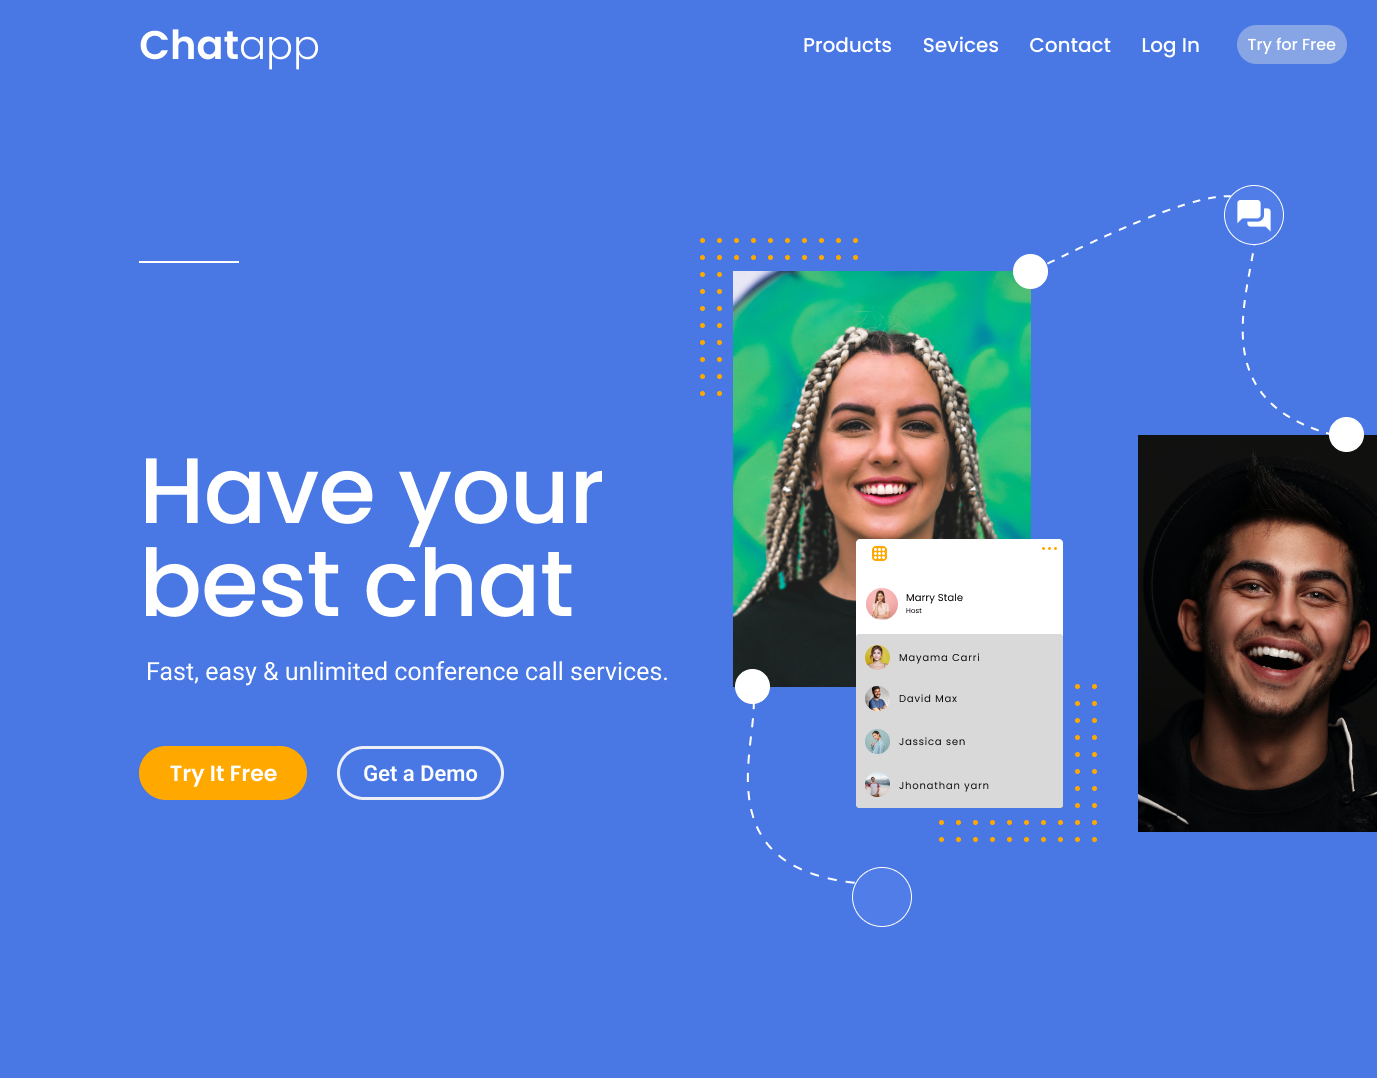 Chatapp
Products Sevices Contact Log In Try for Free
Have your
best chat
Fast, easy & unlimited conference call services.
Try It Free Get a Demo
Marry Stale
Host
Mayama Carri
David Max
Jassica sen
Jhonathan yarn